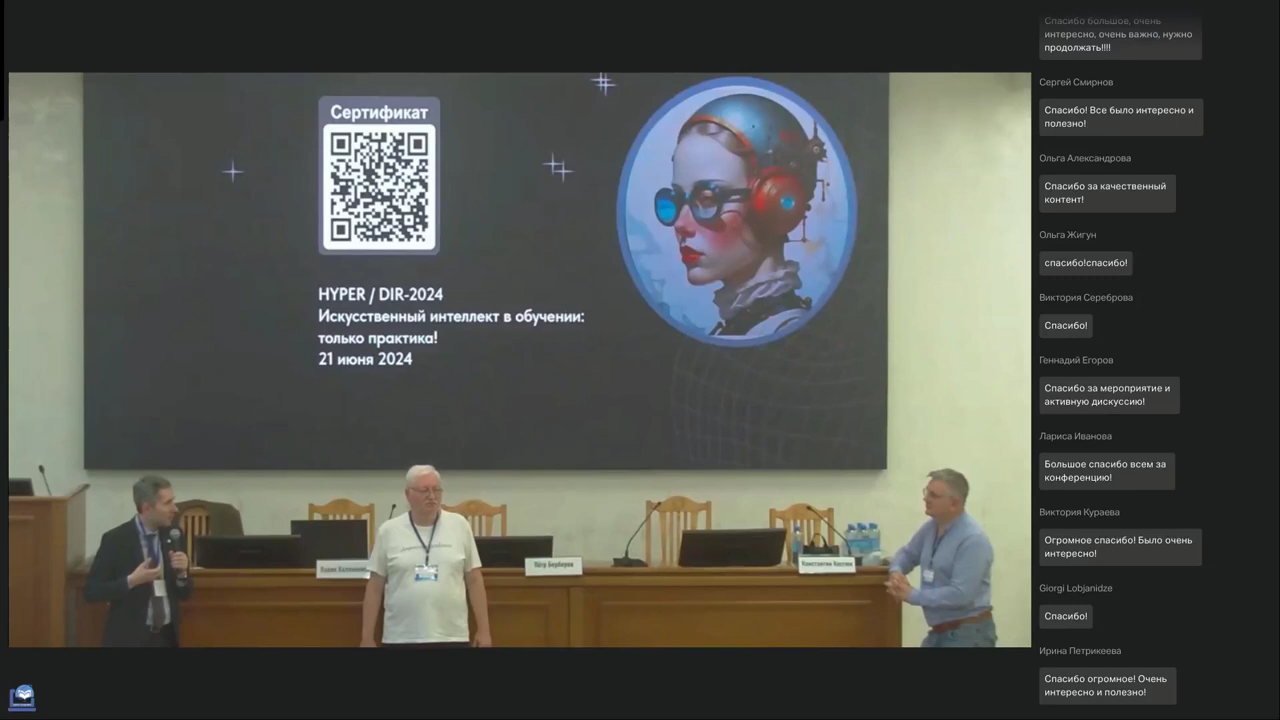 Сертификат
HYPER / DIR-2024
Искусственный интеллект в обучении:
только практика!
21 июня 2024
Пётр Берберов
Константин
Спасибо большое, очень
интересно, очень важно, нужно
продолжать!!!!
Сергей Смирнов
Спасибо! Все было интересно и
полезно!
Ольга Александрова
Спасибо за качественный
контент!
Ольга Жигун
спасибо!спасибо!
Виктория Сереброва
Спасибо!
Геннадий Егоров
Спасибо за мероприятие и
активную дискуссию!
Лариса Иванова
Большое спасибо всем за
конференцию!
Виктория Кураева
Огромное спасибо! Было очень
интересно!
Giorgi Lobjanidze
Спасибо!
Ирина Петрикеева
Спасибо огромное! Очень
интересно и полезно!